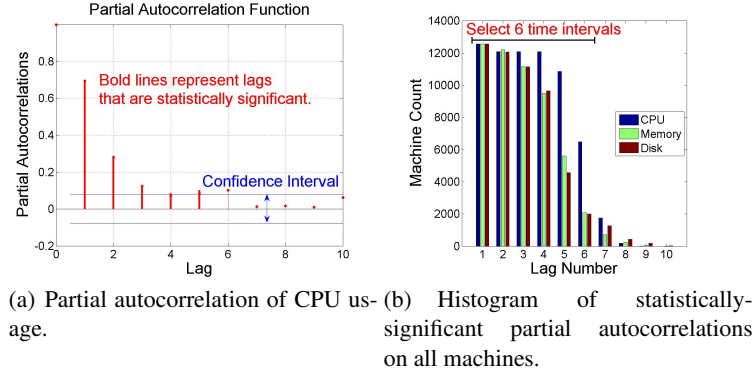 Partial Autocorrelation Function
Partial Autocorrelations
0.8
0.6
0.4
0.2
0
-0.2
Bold lines represent lags
that are statistically significant.
Confidence Interval
0 2 4 6 8 10
Lag
Select 6 time intervals
Machine Count
14000
12000
10000
8000
6000
4000
2000
0
CPU
Memory
Disk
1 2 3 4 5 6 7 8 9 10
Lag Number
(a) Partial autocorrelation of CPU us-
age.
(b) Histogram of statistically-
significant partial autocorrelations
on all machines.